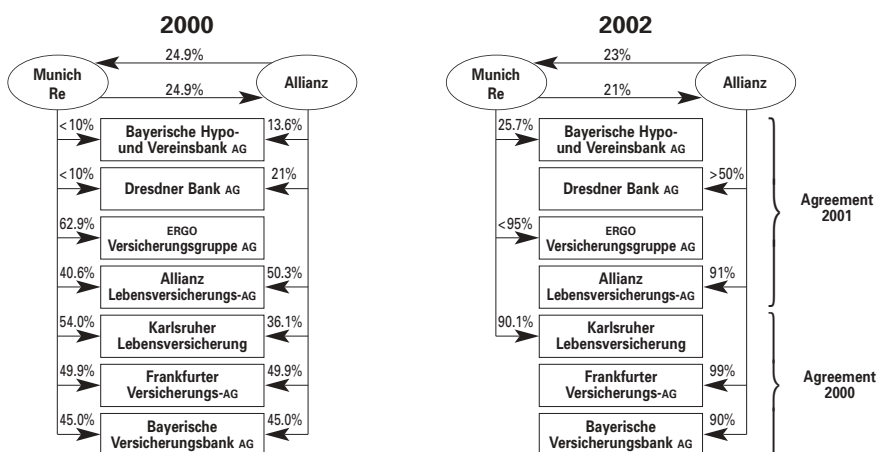 2000
24.9%
Munich
Re
Allianz
24.9%
<10%
Bayerische Hypo-
und Vereinsbank AG
13.6%
<10%
Dresdner Bank AG
21%
62.9%
ERGO
Versicherungsgruppe AG
40.6%
Allianz
Lebensversicherungs-AG
50.3%
54.0%
Karlsruher
Lebensversicherung
36.1%
49.9%
Frankfurter
Versicherungs-AG
49.9%
45.0%
Bayerische
Versicherungsbank AG
45.0%
2002
23%
Munich
Re
Allianz
21%
25.7%
Bayerische Hypo-
und Vereinsbank AG
Dresdner Bank AG
>50%
<95%
ERGO
Versicherungsgruppe AG
Allianz
Lebensversicherungs-AG
91%
Agreement
2001
90.1%
Karlsruher
Lebensversicherung
Frankfurter
Versicherungs-AG
99%
Bayerische
Versicherungsbank AG
90%
Agreement
2000